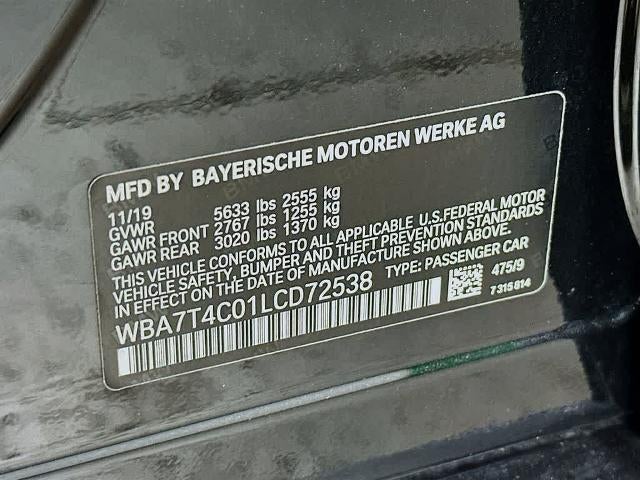 MFD BY BAYERISCHE MOTOREN WERKE AG
11/19
GVWR 5633 lbs 2555 kg
GAWR FRONT 2767 lbs 1255 kg
GAWR REAR 3020 lbs 1370 kg
THIS VEHICLE CONFORMS TO ALL APPLICABLE U.S.FEDERAL MOTOR
VEHICLE SAFETY, BUMPER AND THEFT PREVENTION STANDARDS
IN EFFECT ON THE DATE OF MANUFACTURE SHOWN ABOVE.
WBA7T4C01LCD72538 TYPE: PASSENGER CAR
475/9
7315814